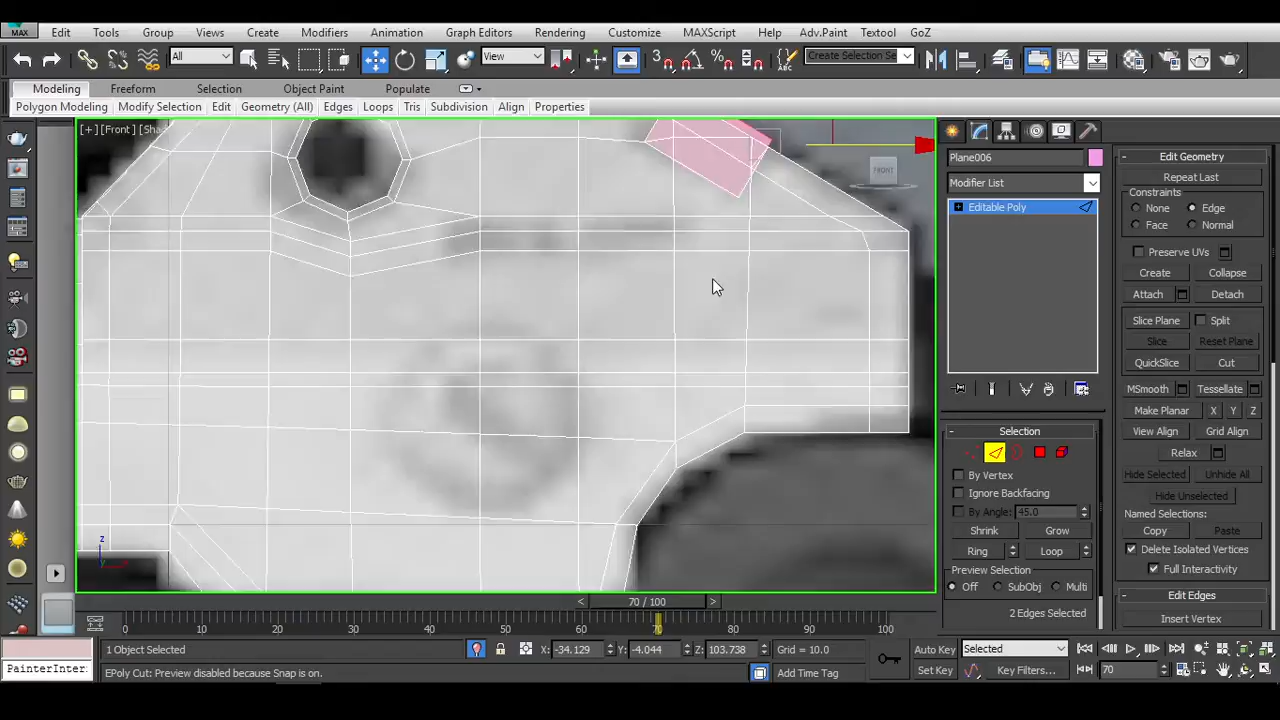 MAX
Edit Tools Group Views Create Modifiers Animation Graph Editors Rendering Customize MAXScript Help Adv.Paint Textool GoZ
All View 3 Create Selection Se
Modeling Freeform Selection Object Paint Populate
Polygon Modeling Modify Selection Edit Geometry (All) Edges Loops Tris Subdivision Align Properties
[+] [Front] [Sha
FRONT
Plane006
Modifier List
Editable Poly
Selection
By Vertex
Ignore Backfacing
By Angle: 45.0
Shrink Grow
Ring Loop
Preview Selection
Off SubObj Multi
2 Edges Selected
Edit Geometry
Repeat Last
Constraints
None Edge
Face Normal
Preserve UVs
Create Collapse
Attach Detach
Slice Plane Split
Slice Reset Plane
QuickSlice Cut
MSmooth Tessellate
Make Planar X Y Z
View Align Grid Align
Relax
Hide Selected Unhide All
Hide Unselected
Named Selections:
Copy Paste
Delete Isolated Vertices
Full Interactivity
Edit Edges
Insert Vertex
z
x
y
70 / 100
0 10 20 30 40 50 60 70 80 90 100
1 Object Selected X: -34.129 Y: -4.044 Z: 103.738 Grid = 10.0 Auto Key Selected
PainterInter EPoly Cut: Preview disabled because Snap is on. Add Time Tag Set Key Key Filters... 70